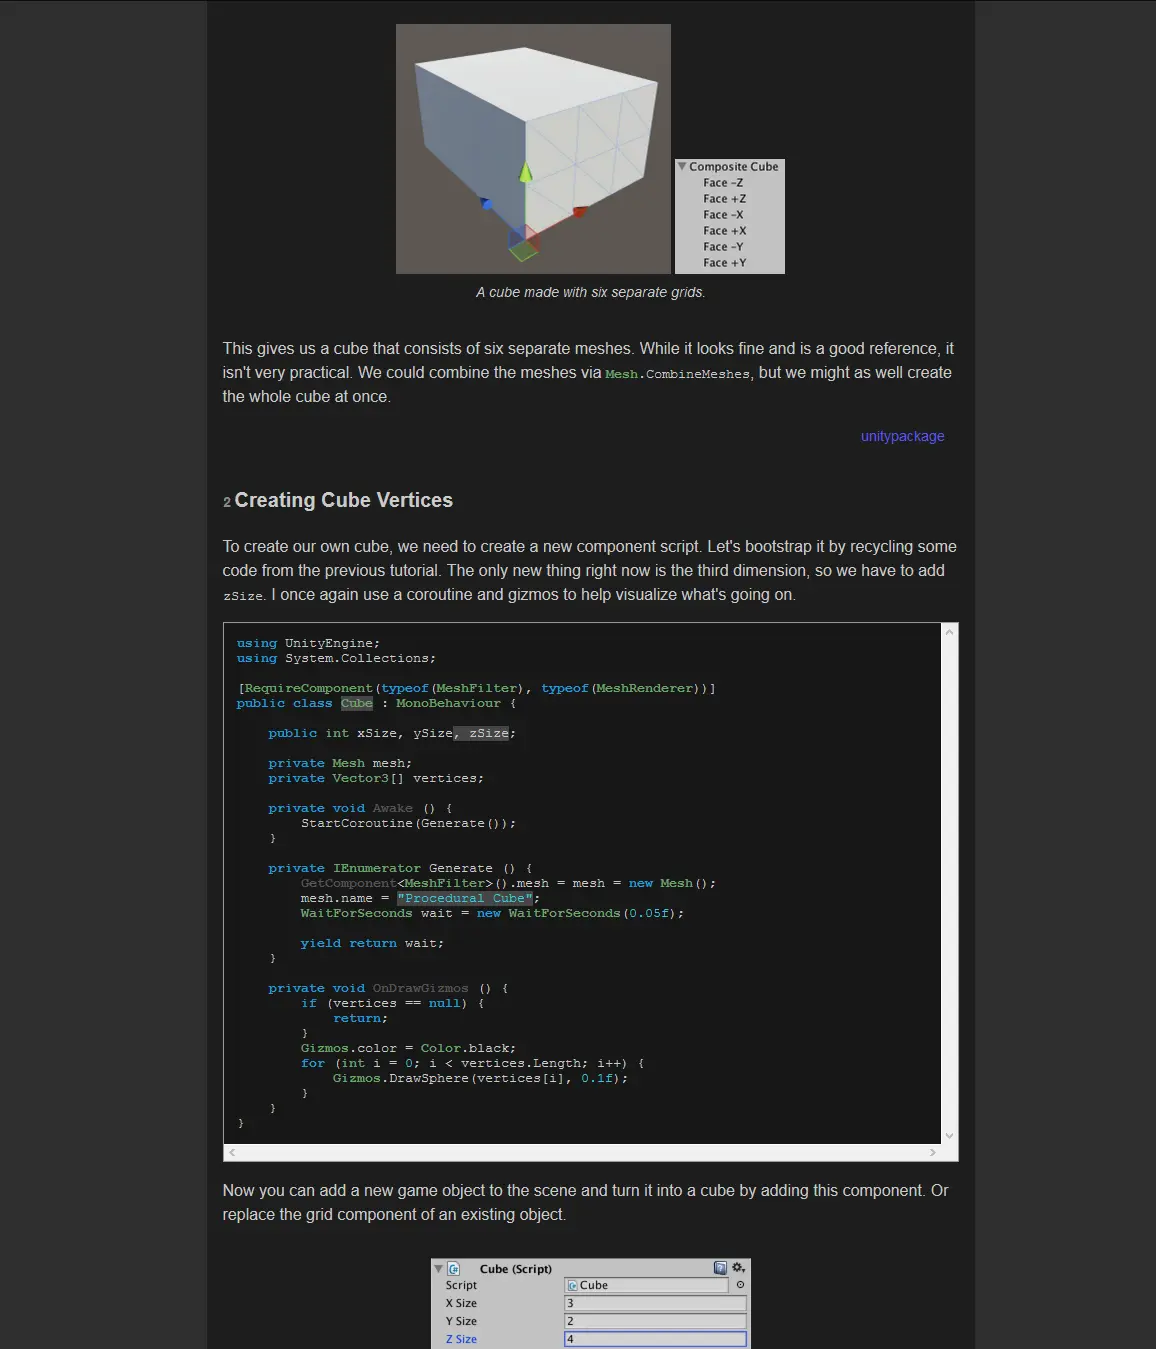 Composite Cube
Face -Z
Face +Z
Face -X
Face +X
Face -Y
Face +Y
A cube made with six separate grids.
This gives us a cube that consists of six separate meshes. While it looks fine and is a good reference, it
isn't very practical. We could combine the meshes via Mesh.CombineMeshes, but we might as well create
the whole cube at once.
unitypackage
2 Creating Cube Vertices
To create our own cube, we need to create a new component script. Let's bootstrap it by recycling some
code from the previous tutorial. The only new thing right now is the third dimension, so we have to add
zSize. I once again use a coroutine and gizmos to help visualize what's going on.
using UnityEngine;
using System.Collections;
[RequireComponent(typeof(MeshFilter), typeof(MeshRenderer))]
public class Cube : MonoBehaviour {
public int xSize, ySize, zSize;
private Mesh mesh;
private Vector3[] vertices;
private void Awake () {
StartCoroutine(Generate());
}
private IEnumerator Generate () {
GetComponent<MeshFilter>().mesh = mesh = new Mesh();
mesh.name = "Procedural Cube";
WaitForSeconds wait = new WaitForSeconds(0.05f);
yield return wait;
}
private void OnDrawGizmos () {
if (vertices == null) {
return;
}
Gizmos.color = Color.black;
for (int i = 0; i < vertices.Length; i++) {
Gizmos.DrawSphere(vertices[i], 0.1f);
}
}
}
Now you can add a new game object to the scene and turn it into a cube by adding this component. Or
replace the grid component of an existing object.
Cube (Script)
Script Cube
X Size 3
Y Size 2
Z Size 4